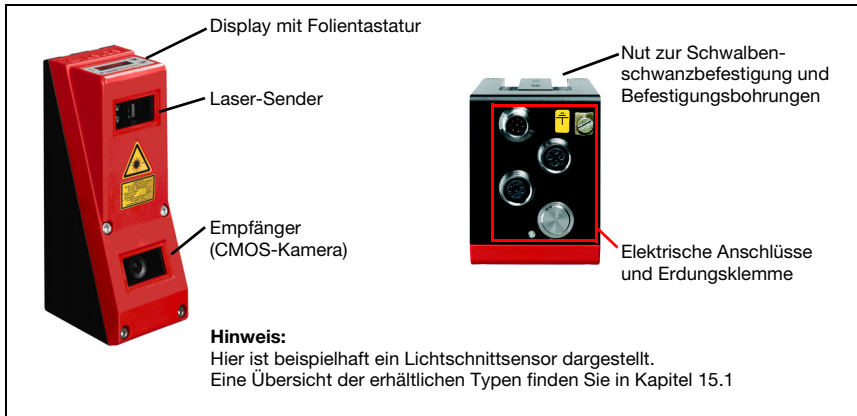 Display mit Folientastatur
Laser-Sender
Empfänger
(CMOS-Kamera)
Nut zur Schwalben-
schwanzbefestigung und
Befestigungsbohrungen
Elektrische Anschlüsse
und Erdungsklemme
Hinweis:
Hier ist beispielhaft ein Lichtschnittsensor dargestellt.
Eine Übersicht der erhältlichen Typen finden Sie in Kapitel 15.1